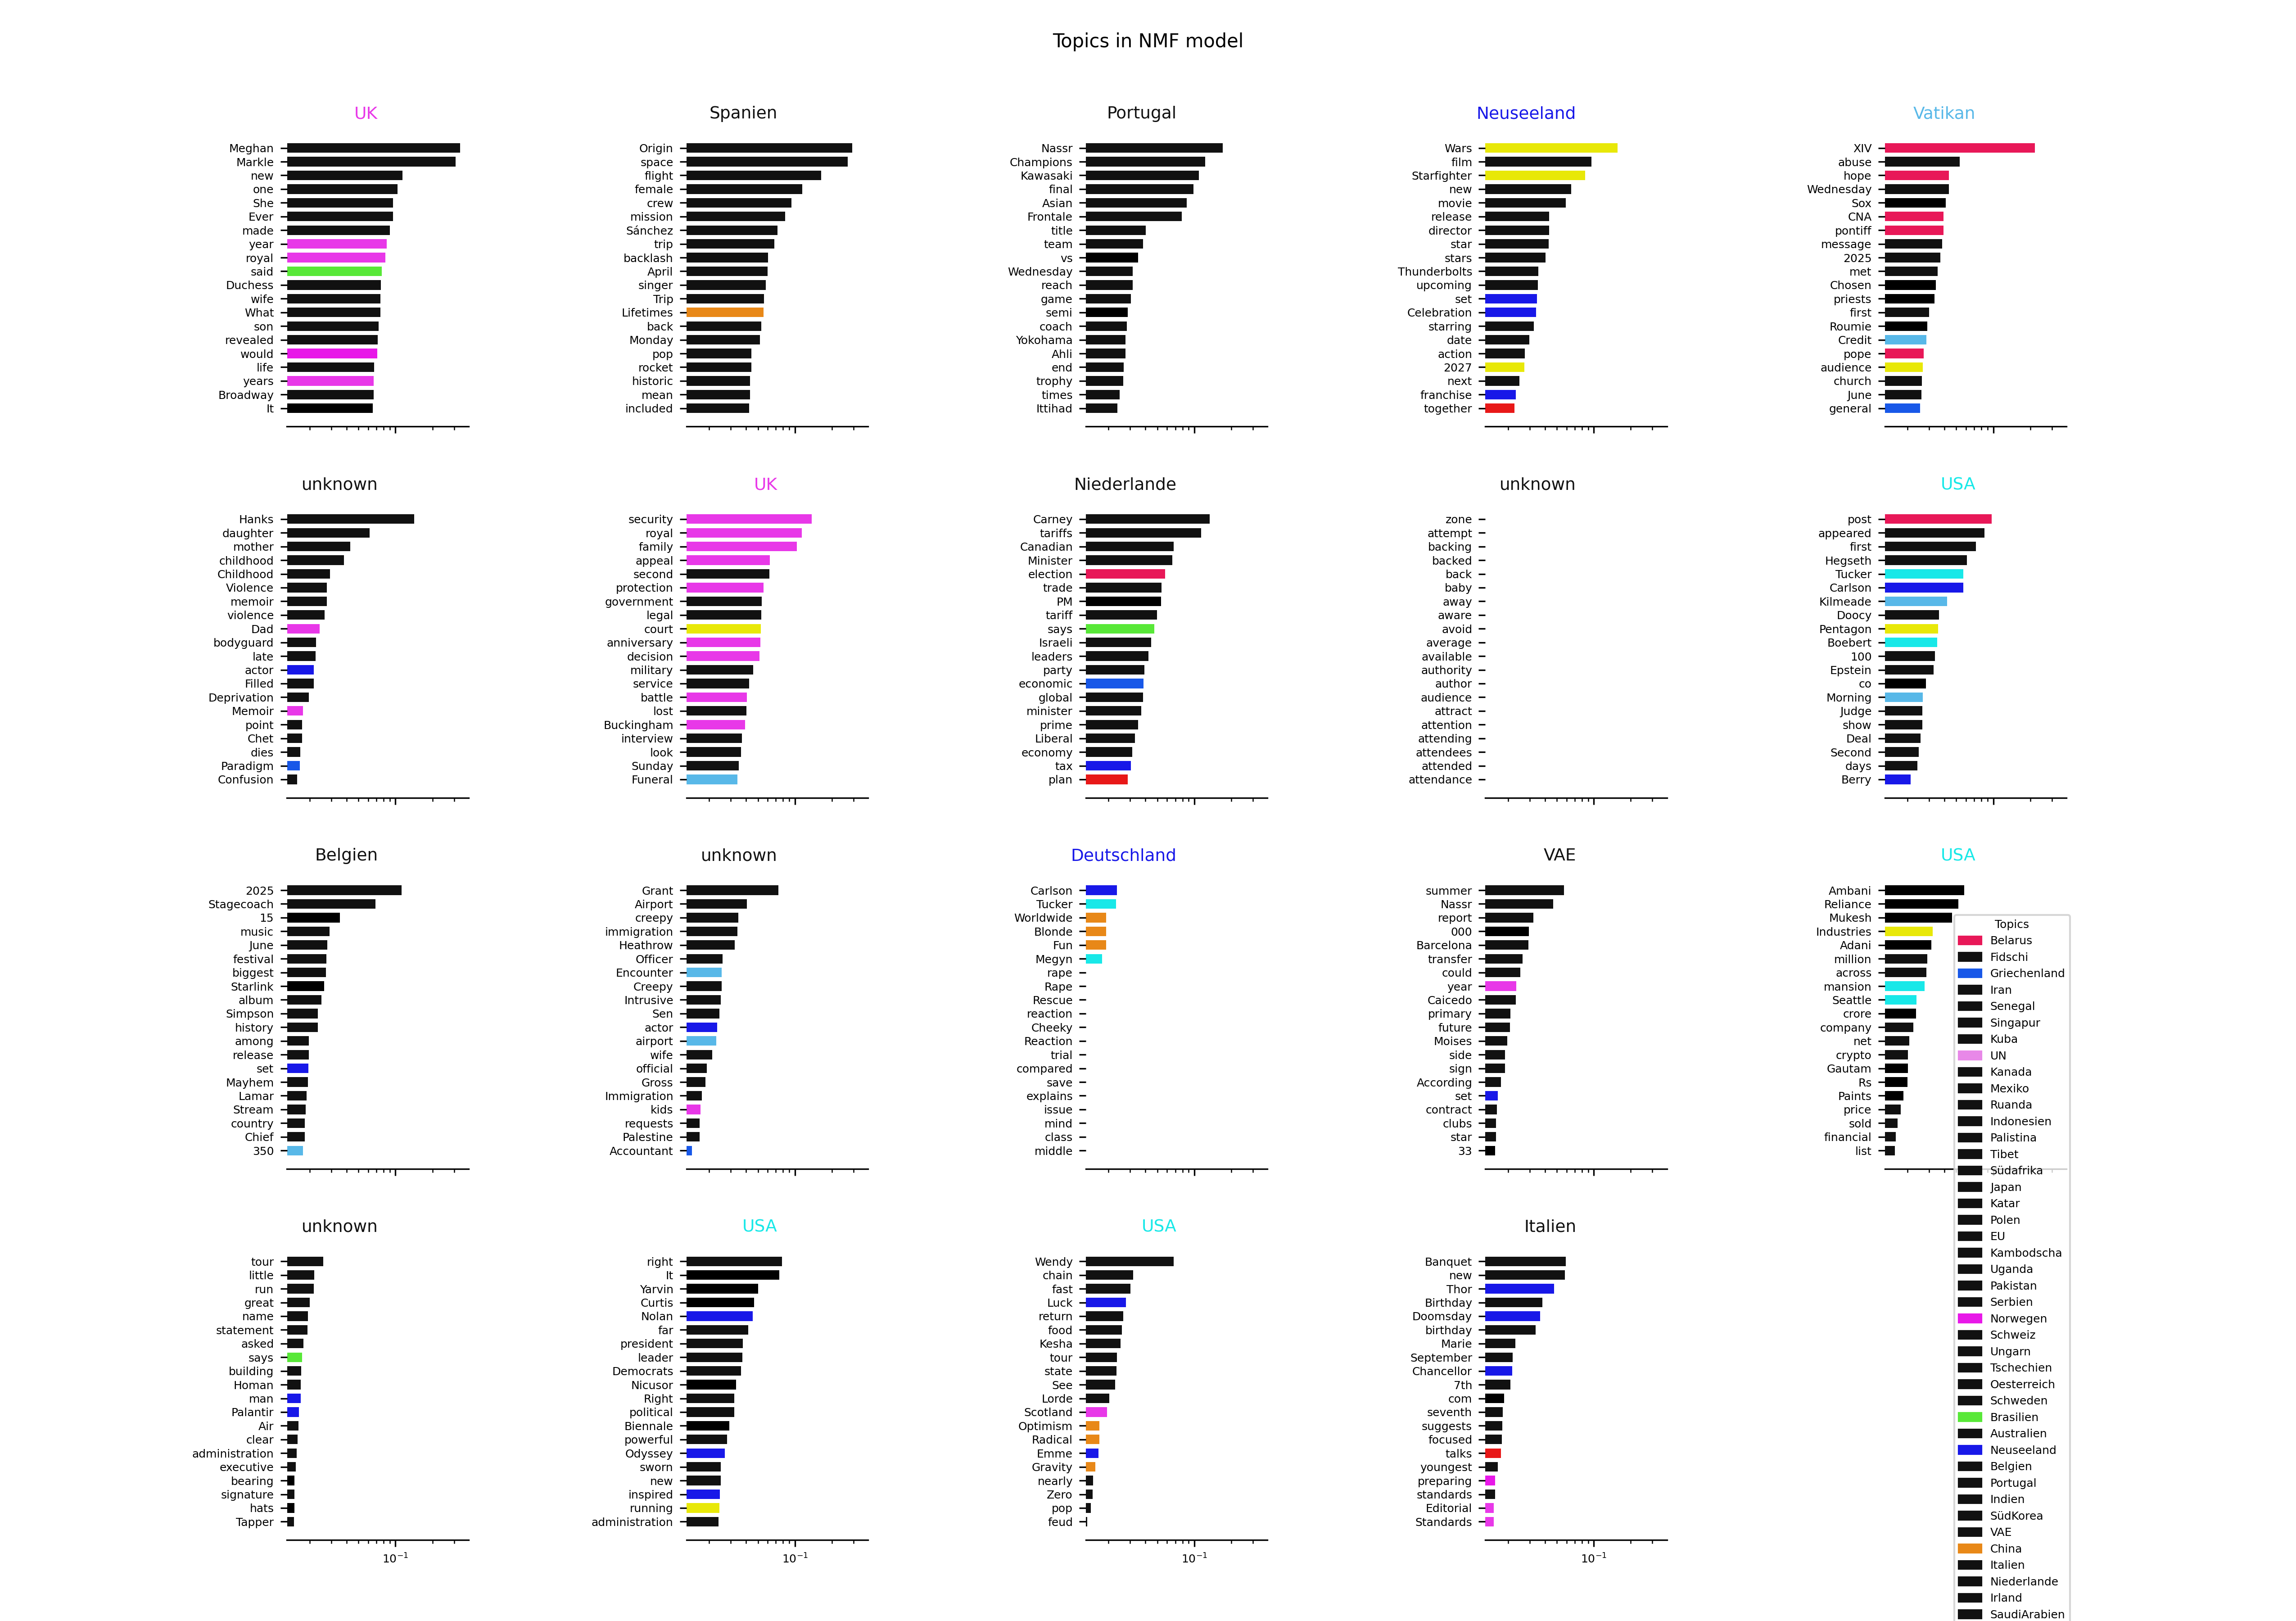 Topics in NMF model
UK
Meghan
Markle
new
one
She
Ever
made
year
royal
said
Duchess
wife
What
son
revealed
would
life
years
Broadway
It
Spanien
Origin
space
flight
female
crew
mission
Sánchez
trip
backlash
April
singer
Trip
Lifetimes
back
Monday
pop
rocket
historic
mean
included
Portugal
Nassr
Champions
Kawasaki
final
Asian
Frontale
title
team
vs
Wednesday
reach
game
semi
coach
Yokohama
Ahli
end
trophy
times
Ittihad
Neuseeland
Wars
film
Starfighter
new
movie
release
director
star
stars
Thunderbolts
upcoming
set
Celebration
starring
date
action
2027
next
franchise
together
Vatikan
XIV
abuse
hope
Wednesday
Sox
CNA
pontiff
message
2025
met
Chosen
priests
first
Roumie
Credit
pope
audience
church
June
general
unknown
Hanks
daughter
mother
childhood
Childhood
Violence
memoir
violence
Dad
bodyguard
late
actor
Filled
Deprivation
Memoir
point
Chet
dies
Paradigm
Confusion
UK
security
royal
family
appeal
second
protection
government
legal
court
anniversary
decision
military
service
battle
lost
Buckingham
interview
look
Sunday
Funeral
Niederlande
Carney
tariffs
Canadian
Minister
election
trade
PM
tariff
says
Israeli
leaders
party
economic
global
minister
prime
Liberal
economy
tax
plan
unknown
zone
attempt
backing
backed
back
baby
away
aware
avoid
average
available
authority
author
audience
attract
attention
attending
attendees
attended
attendance
USA
post
appeared
first
Hegseth
Tucker
Carlson
Kilmeade
Doocy
Pentagon
Boebert
100
Epstein
co
Morning
Judge
show
Deal
Second
days
Berry
Belgien
2025
Stagecoach
15
music
June
festival
biggest
Starlink
album
Simpson
history
among
release
set
Mayhem
Lamar
Stream
country
Chief
350
unknown
Grant
Airport
creepy
immigration
Heathrow
Officer
Encounter
Creepy
Intrusive
Sen
actor
airport
wife
official
Gross
Immigration
kids
requests
Palestine
Accountant
Deutschland
Carlson
Tucker
Worldwide
Blonde
Fun
Megyn
rape
Rape
Rescue
reaction
Cheeky
Reaction
trial
compared
save
explains
issue
mind
class
middle
VAE
summer
Nassr
report
000
Barcelona
transfer
could
year
Caicedo
primary
future
Moises
side
sign
According
set
contract
clubs
star
33
USA
Ambani
Reliance
Mukesh
Industries
Adani
million
across
mansion
Seattle
crore
company
net
crypto
Gautam
Rs
Paints
price
sold
financial
list
unknown
tour
little
run
great
name
statement
asked
says
building
Homan
man
Palantir
Air
clear
administration
executive
bearing
signature
hats
Tapper
10⁻¹
USA
right
It
Yarvin
Curtis
Nolan
far
president
leader
Democrats
Nicusor
Right
political
Biennale
powerful
Odyssey
sworn
new
inspired
running
administration
10⁻¹
USA
Wendy
chain
fast
Luck
return
food
Kesha
tour
state
See
Lorde
Scotland
Optimism
Radical
Emme
Gravity
nearly
Zero
pop
feud
10⁻¹
Italien
Banquet
new
Thor
Birthday
Doomsday
birthday
Marie
September
Chancellor
7th
com
seventh
suggests
focused
talks
youngest
preparing
standards
Editorial
Standards
10⁻¹
Topics
Belarus
Fidschi
Griechenland
Iran
Senegal
Singapur
Kuba
UN
Kanada
Mexiko
Ruanda
Indonesien
Palistina
Tibet
Südafrika
Japan
Katar
Polen
EU
Kambodscha
Uganda
Pakistan
Serbien
Norwegen
Schweiz
Ungarn
Tschechien
Oesterreich
Schweden
Brasilien
Australien
Neuseeland
Belgien
Portugal
Indien
SüdKorea
VAE
China
Italien
Niederlande
Irland
SaudiArabien